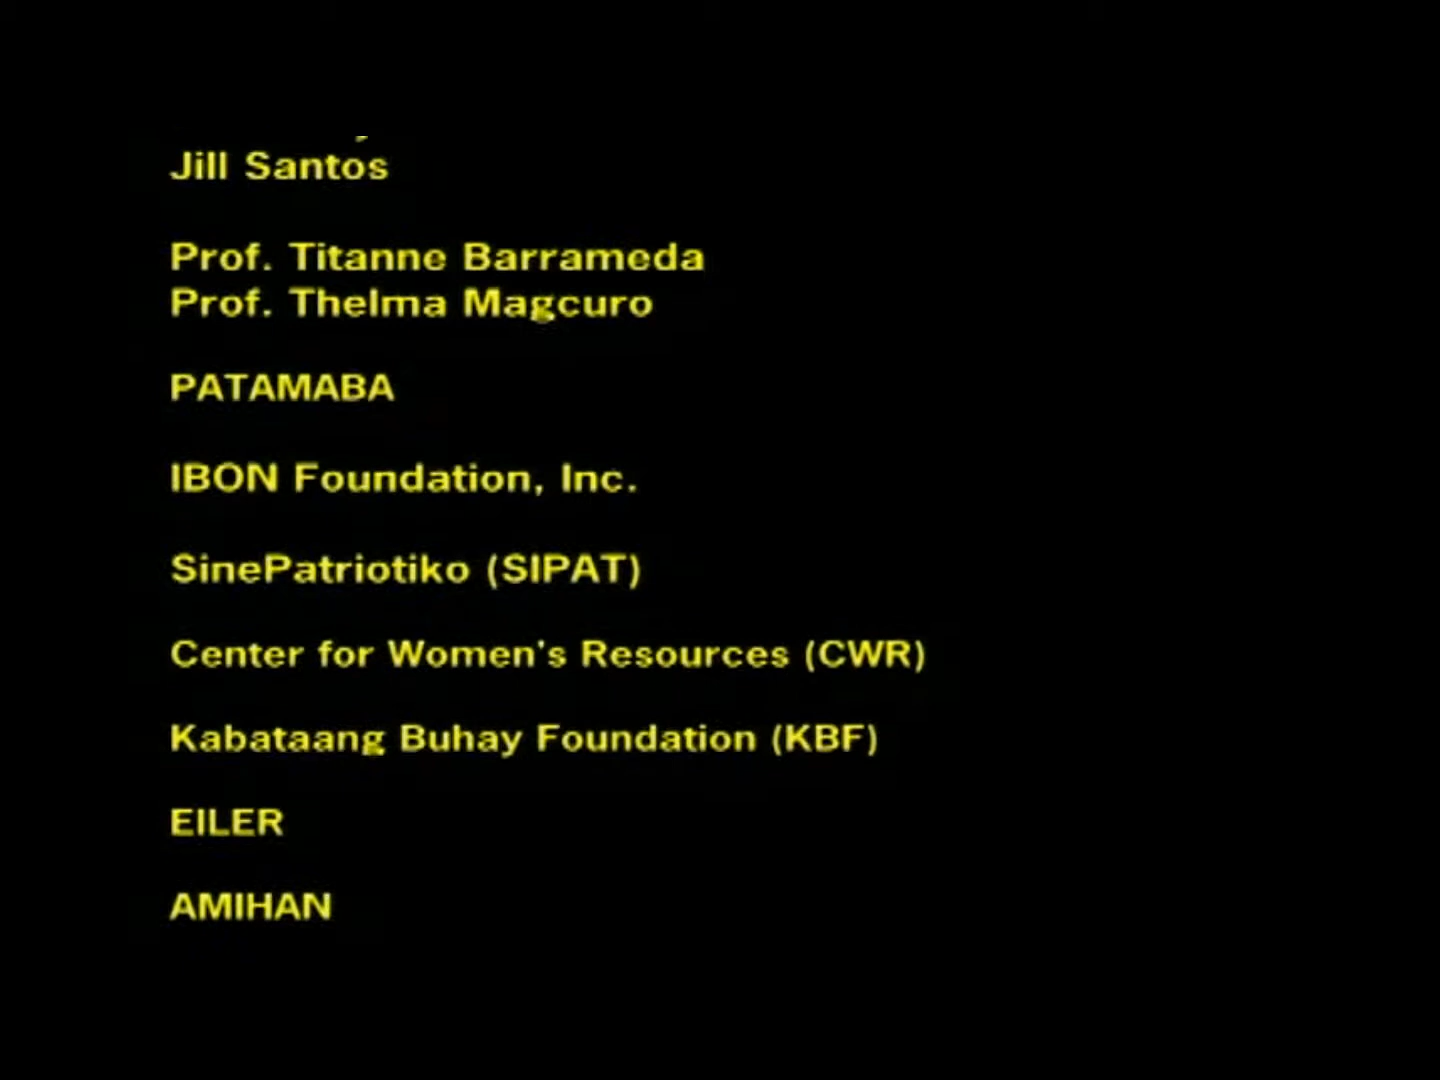 Jill Santos
Prof. Titanne Barrameda
Prof. Thelma Magcuro
PATAMABA
IBON Foundation, Inc.
SinePatriotiko (SIPAT)
Center for Women's Resources (CWR)
Kabataang Buhay Foundation (KBF)
EILER
AMIHAN